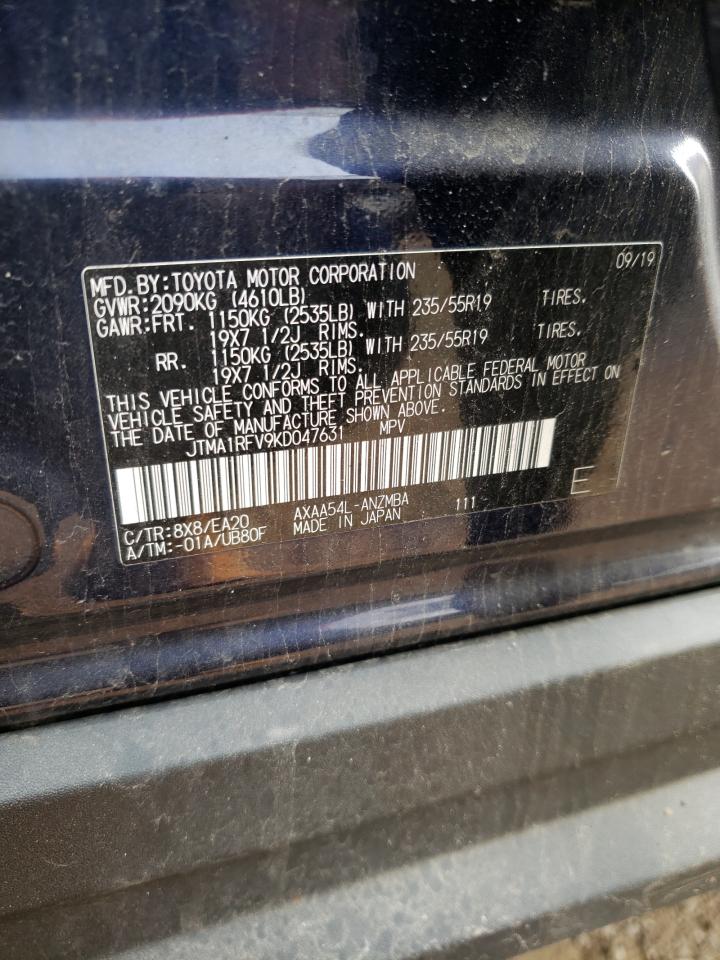 09/19
MFD.BY:TOYOTA MOTOR CORPORATION
GVWR:2090KG (4610LB)
GAWR:FRT. 1150KG (2535LB) WITH 235/55R19 TIRES.
19X7 1/2J RIMS.
RR. 1150KG (2535LB) WITH 235/55R19 TIRES.
19X7 1/2J RIMS.
THIS VEHICLE CONFORMS TO ALL APPLICABLE FEDERAL MOTOR
VEHICLE SAFETY AND THEFT PREVENTION STANDARDS IN EFFECT ON
THE DATE OF MANUFACTURE SHOWN ABOVE.
JTMA1RFV9KD047631 MPV
E
C/TR:8X8/EA20 AXAA54L-ANZMBA 111
A/TM:-01A/UB80F MADE IN JAPAN